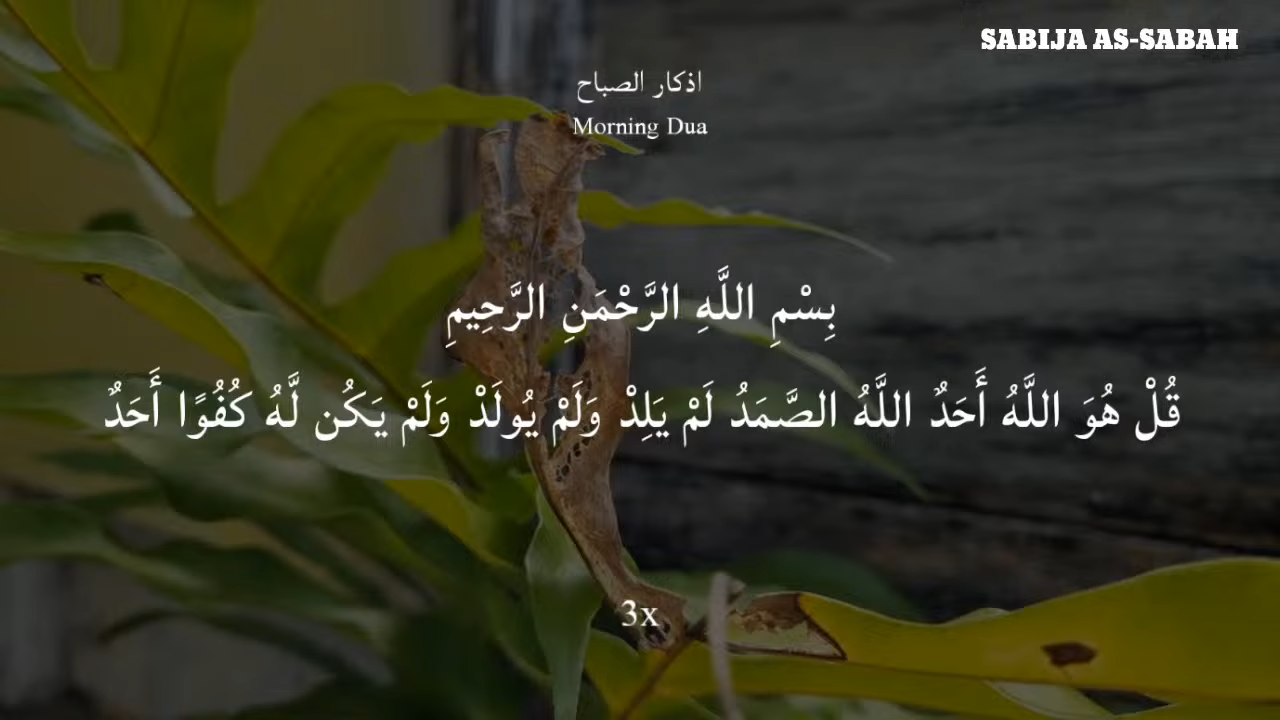 SABIJA AS-SABAH
اذكار الصباح
Morning Dua
بِسْمِ اللَّهِ الرَّحْمَنِ الرَّحِيمِ
قُلْ هُوَ اللَّهُ أَحَدٌ اللَّهُ الصَّمَدُ لَمْ يَلِدْ وَلَمْ يُولَدْ وَلَمْ يَكُن لَّهُ كُفُوًا أَحَدٌ
3x